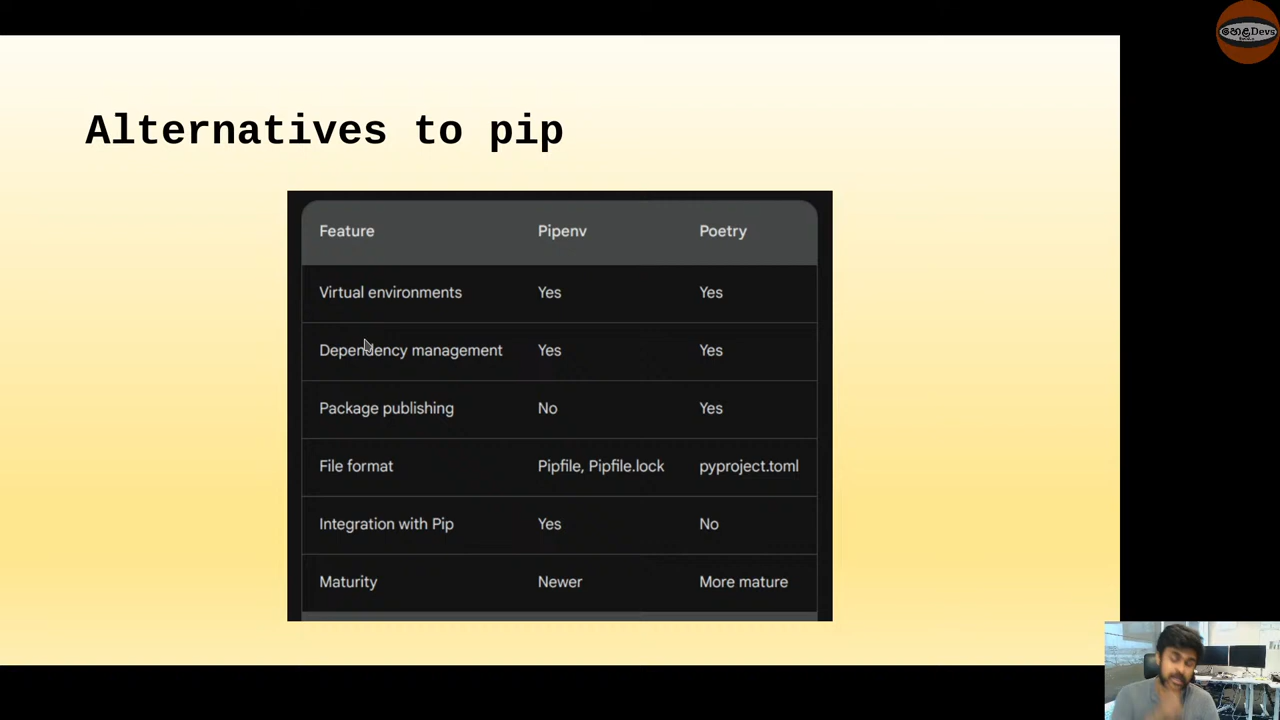 හෙළDevs
Alternatives to pip
Feature Pipenv Poetry
Virtual environments Yes Yes
Dependency management Yes Yes
Package publishing No Yes
File format Pipfile, Pipfile.lock pyproject.toml
Integration with Pip Yes No
Maturity Newer More mature